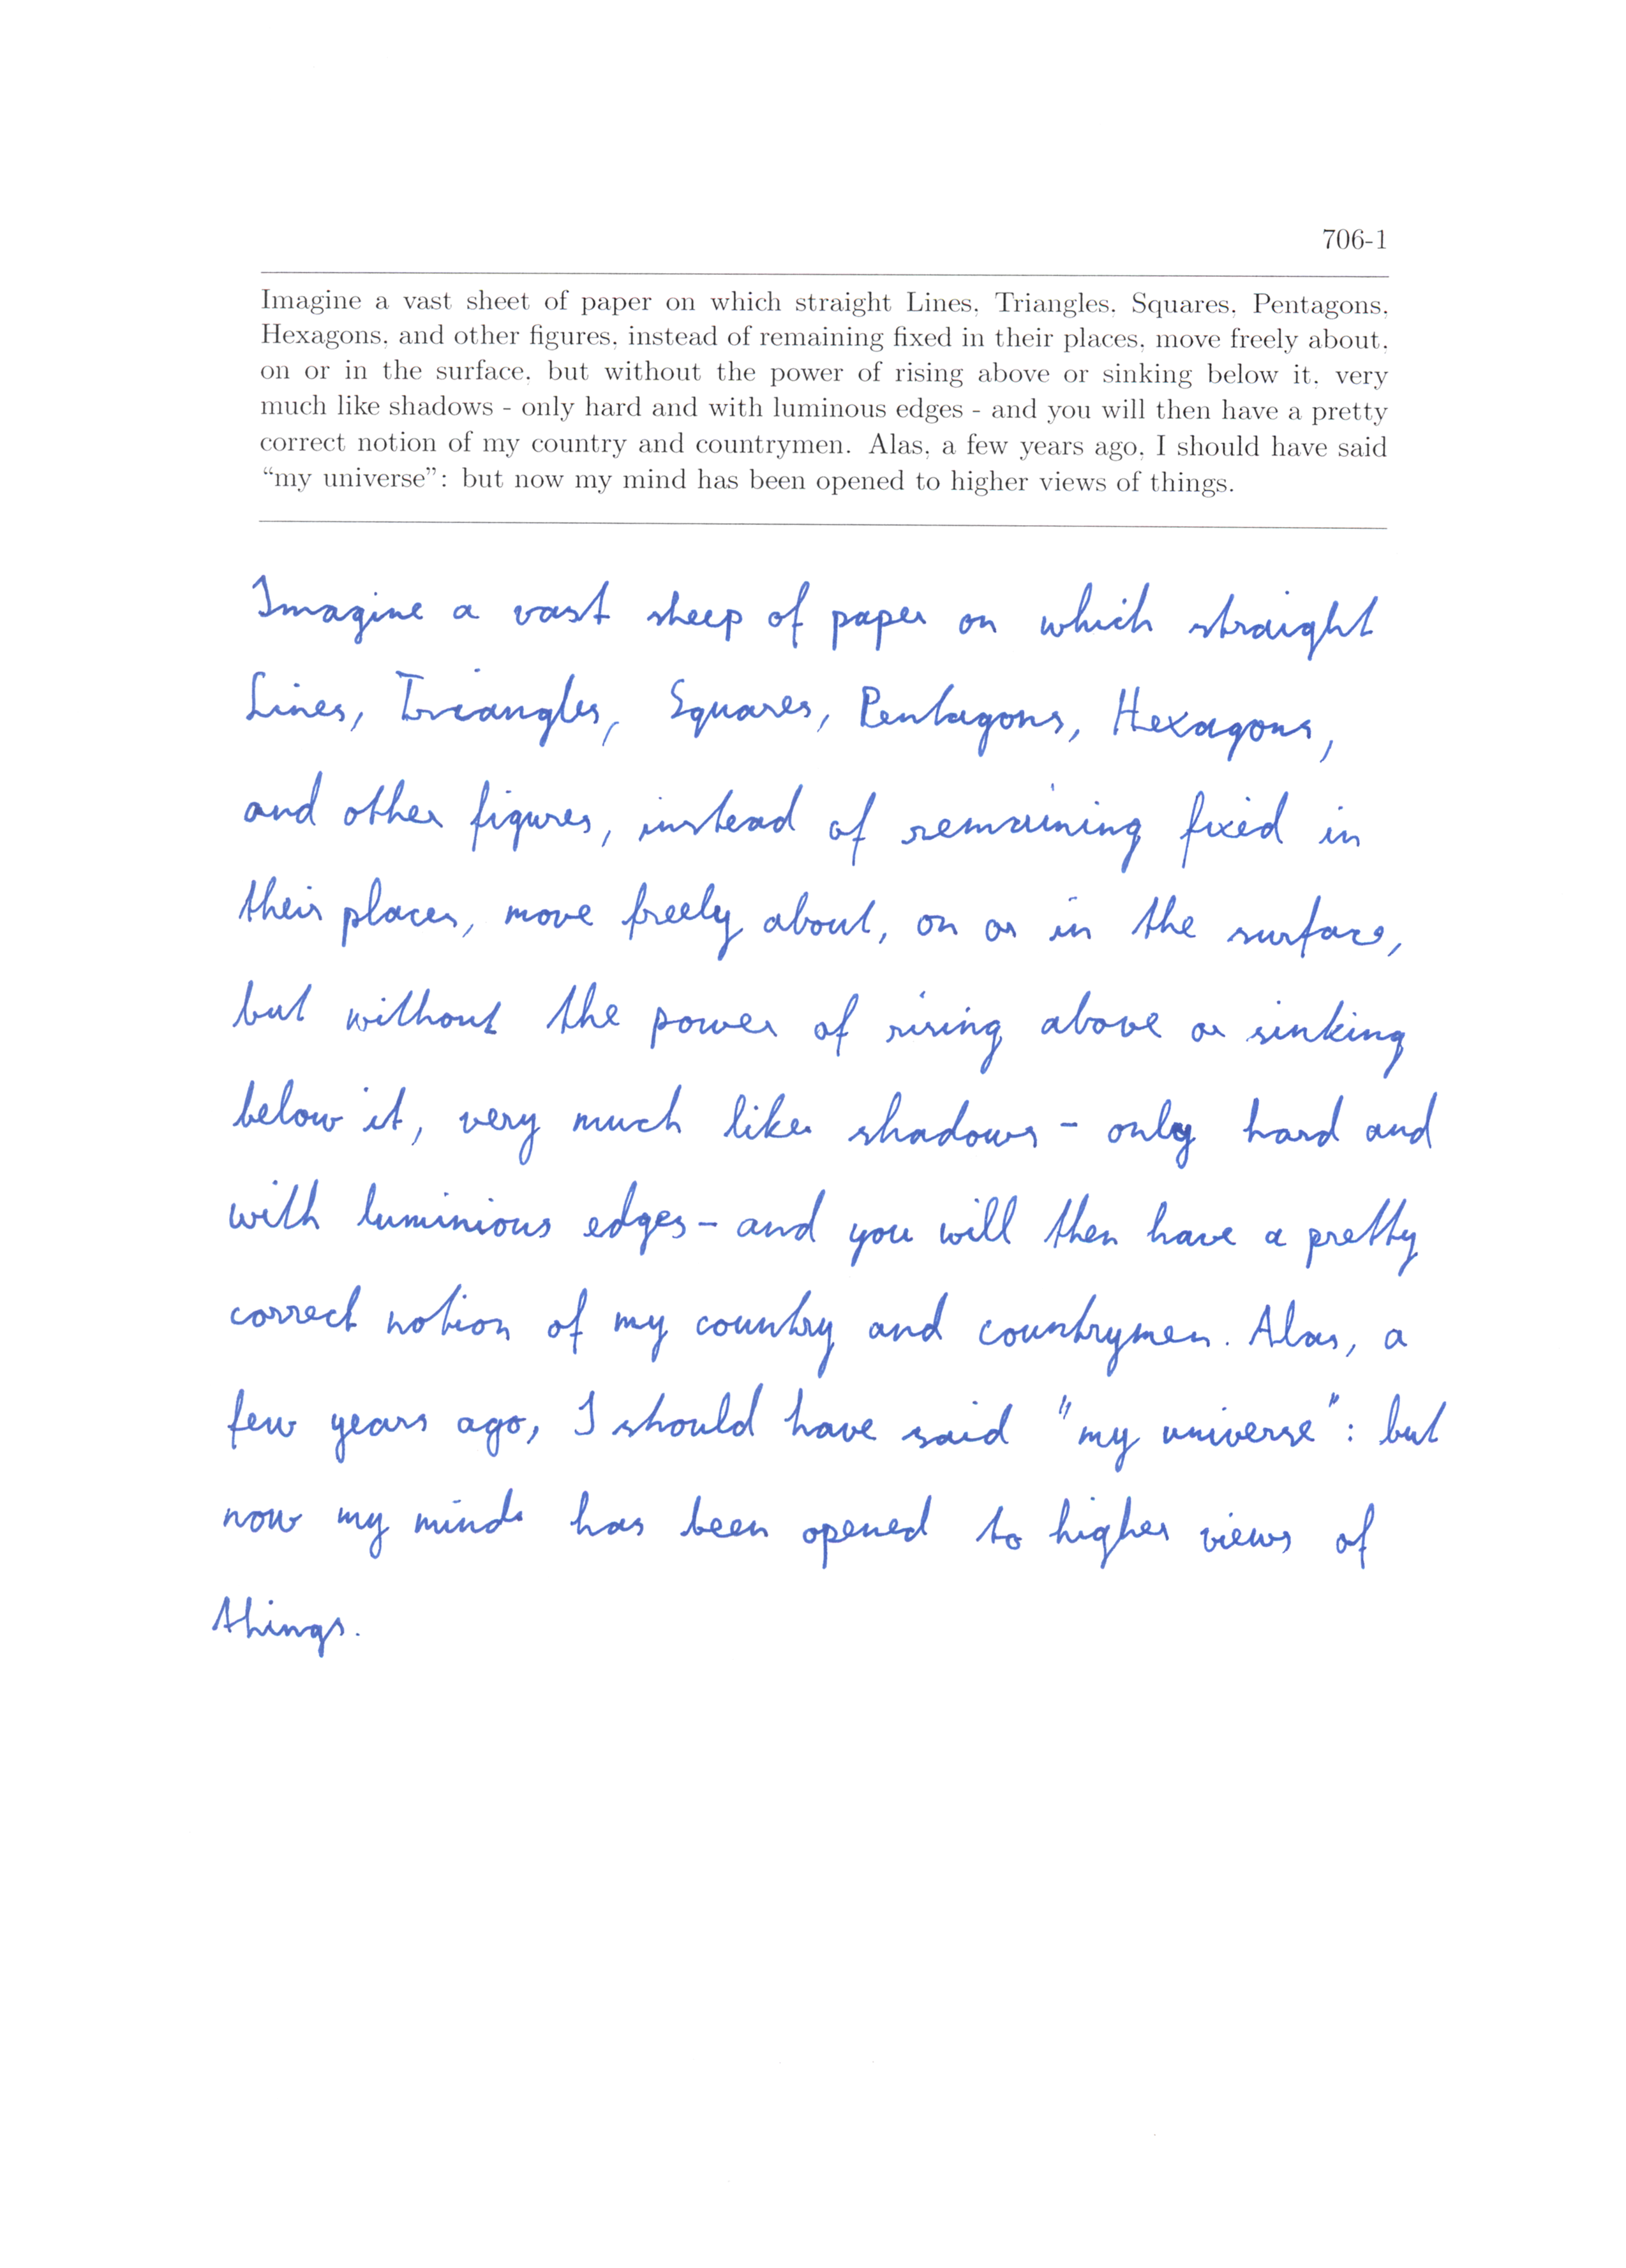 706-1
Imagine a vast sheet of paper on which straight Lines, Triangles, Squares, Pentagons,
Hexagons, and other figures, instead of remaining fixed in their places, move freely about,
on or in the surface, but without the power of rising above or sinking below it, very
much like shadows - only hard and with luminous edges - and you will then have a pretty
correct notion of my country and countrymen. Alas, a few years ago, I should have said
“my universe”: but now my mind has been opened to higher views of things.
Imagine a vast sheep of paper on which straight
Lines, Triangles, Squares, Pentagons, Hexagons,
and other figures, instead of remaining fixed in
their places, move freely about, on or in the surface,
but without the power of rising above or sinking
below it, very much like shadows - only hard and
with luminious edges - and you will then have a pretty
correct notion of my country and countrymen. Alas, a
few years ago, I should have said "my universe": but
now my mind has been opened to higher views of
things.